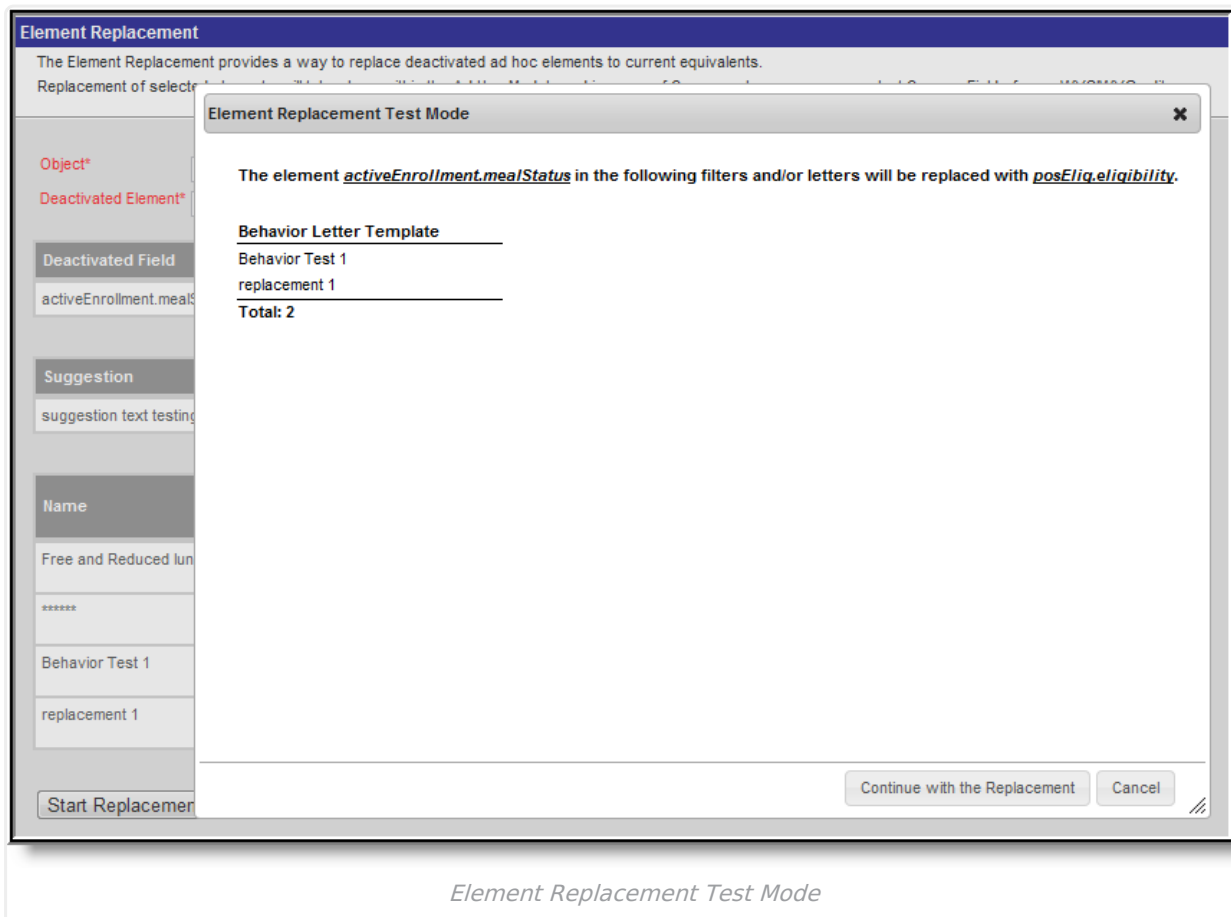 Element Replacement
The Element Replacement provides a way to replace deactivated ad hoc elements to current equivalents.
Replacement of selected
Element Replacement Test Mode
Object*
Deactivated Element*
The element activeEnrollment.mealStatus in the following filters and/or letters will be replaced with posElig.eligibility.
Behavior Letter Template
Behavior Test 1
replacement 1
Total: 2
Deactivated Field
activeEnrollment.mealS
Suggestion
suggestion text testing
Name
Free and Reduced lun
******
Behavior Test 1
replacement 1
Start Replacemen
Continue with the Replacement
Cancel
Element Replacement Test Mode